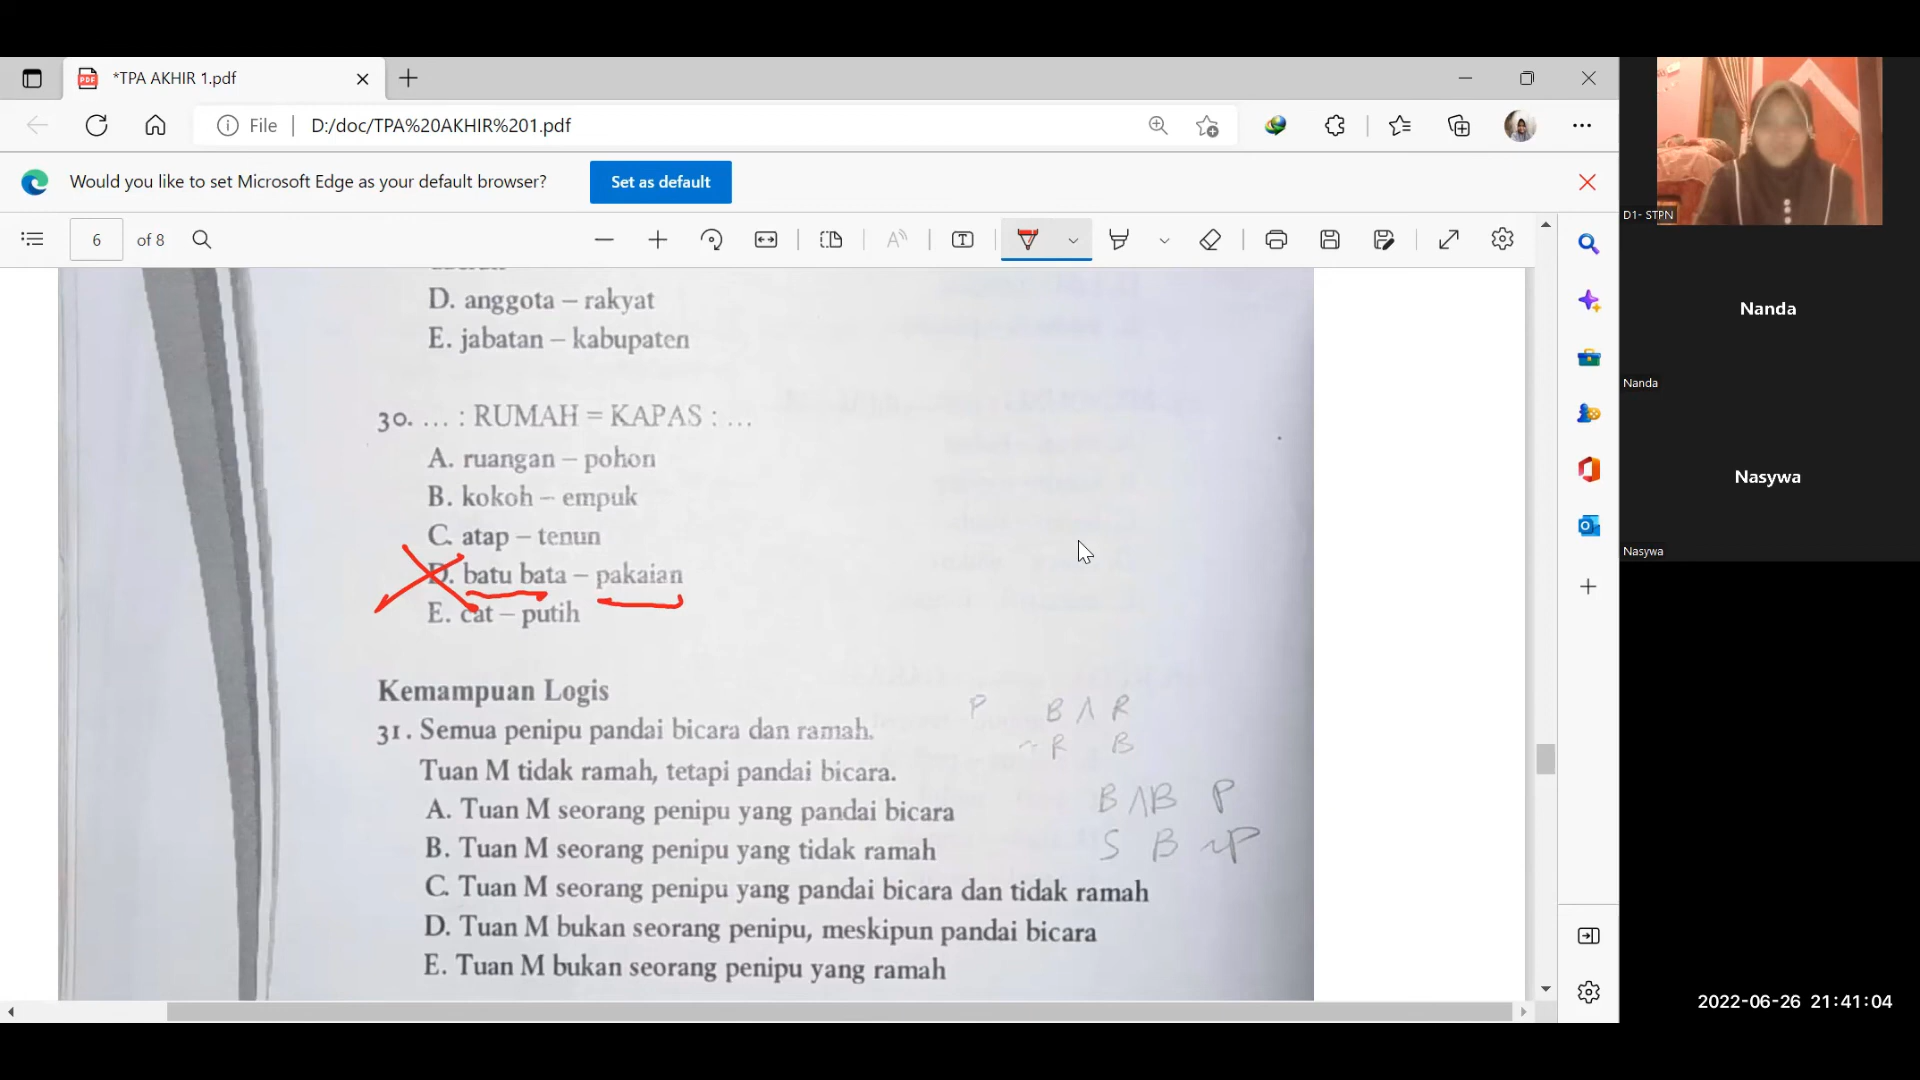 *TPA AKHIR 1.pdf
File
D:/doc/TPA%20AKHIR%201.pdf
Would you like to set Microsoft Edge as your default browser?
Set as default
6
of 8
D. anggota – rakyat
E. jabatan – kabupaten
30. ... : RUMAH = KAPAS : ...
A. ruangan – pohon
B. kokoh – empuk
C. atap – tenun
D. batu bata – pakaian
E. cat – putih
Kemampuan Logis
31. Semua penipu pandai bicara dan ramah.
Tuan M tidak ramah, tetapi pandai bicara.
A. Tuan M seorang penipu yang pandai bicara
B. Tuan M seorang penipu yang tidak ramah
C. Tuan M seorang penipu yang pandai bicara dan tidak ramah
D. Tuan M bukan seorang penipu, meskipun pandai bicara
E. Tuan M bukan seorang penipu yang ramah
P B ∧ R
~R B
B ∧ B P
S B ~P
D1- STPN
Nanda
Nanda
Nasywa
Nasywa
2022-06-26 21:41:04